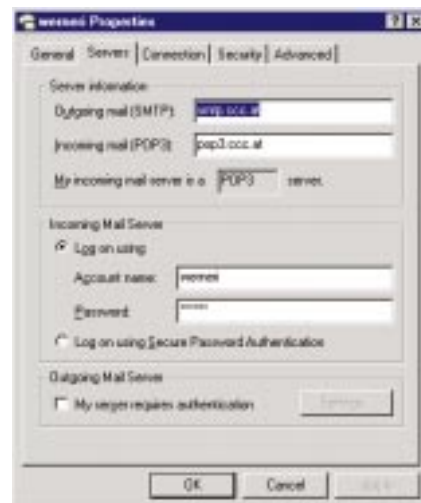 Properties
General Servers Connection Security Advanced
Server information
Outgoing mail (SMTP): smtp.ccc.at
Incoming mail (POP3): pop3.ccc.at
My incoming mail server is a POP3 server.
Incoming Mail Server
Log on using
Account name:
Password:
Log on using Secure Password Authentication
Outgoing Mail Server
My server requires authentication Settings...
OK Cancel Apply